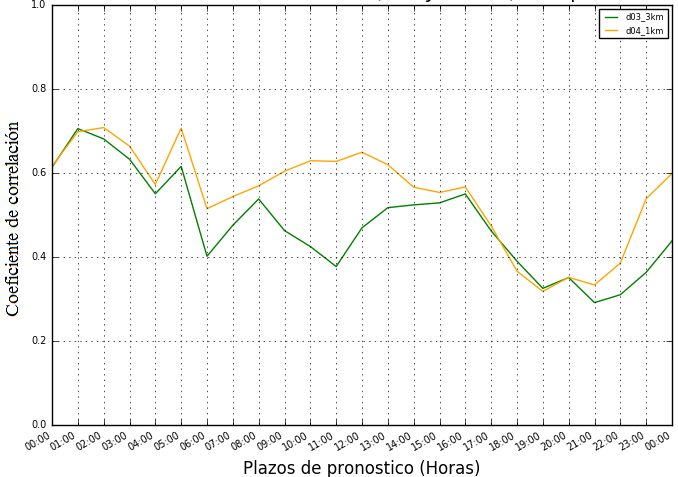 1.0
d03_3km
d04_1km
0.8
0.6
0.4
0.2
0.0
Coeficiente de correlación
00:00 01:00 02:00 03:00 04:00 05:00 06:00 07:00 08:00 09:00 10:00 11:00 12:00 13:00 14:00 15:00 16:00 17:00 18:00 19:00 20:00 21:00 22:00 23:00 00:00
Plazos de pronostico (Horas)